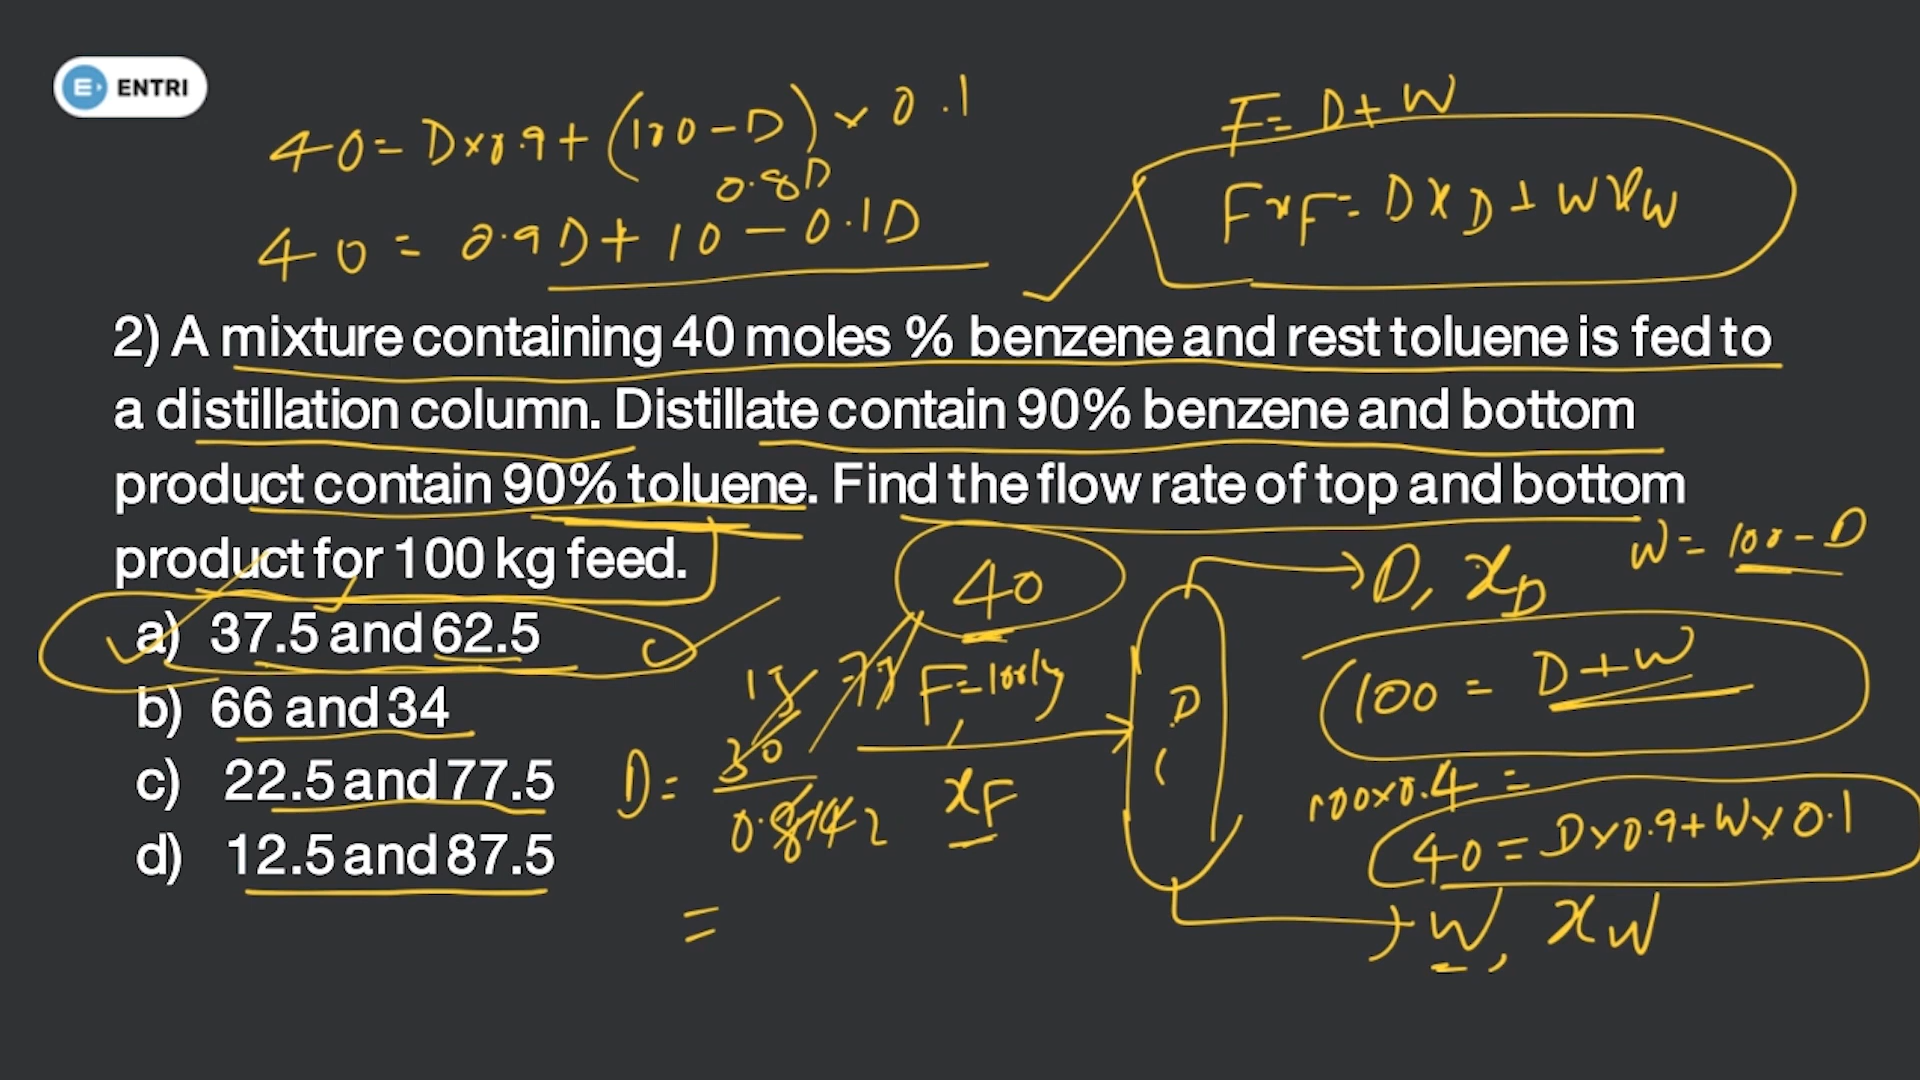 ENTRI
40 = D×0.9 + (100 - D) × 0.1
0.8D
40 = 0.9D + 10 - 0.1D
F = D + W
F xF = D xD + W xW
2) A mixture containing 40 moles % benzene and rest toluene is fed to
a distillation column. Distillate contain 90% benzene and bottom
product contain 90% toluene. Find the flow rate of top and bottom
product for 100 kg feed.
a) 37.5 and 62.5
b) 66 and 34
c) 22.5 and 77.5
d) 12.5 and 87.5
40
F = 100kg,
xF
D, xD
W = 100 - D
100 = D + W
100×0.4 =
40 = D×0.9 + W×0.1
W, xW
D = 30
0.8
=